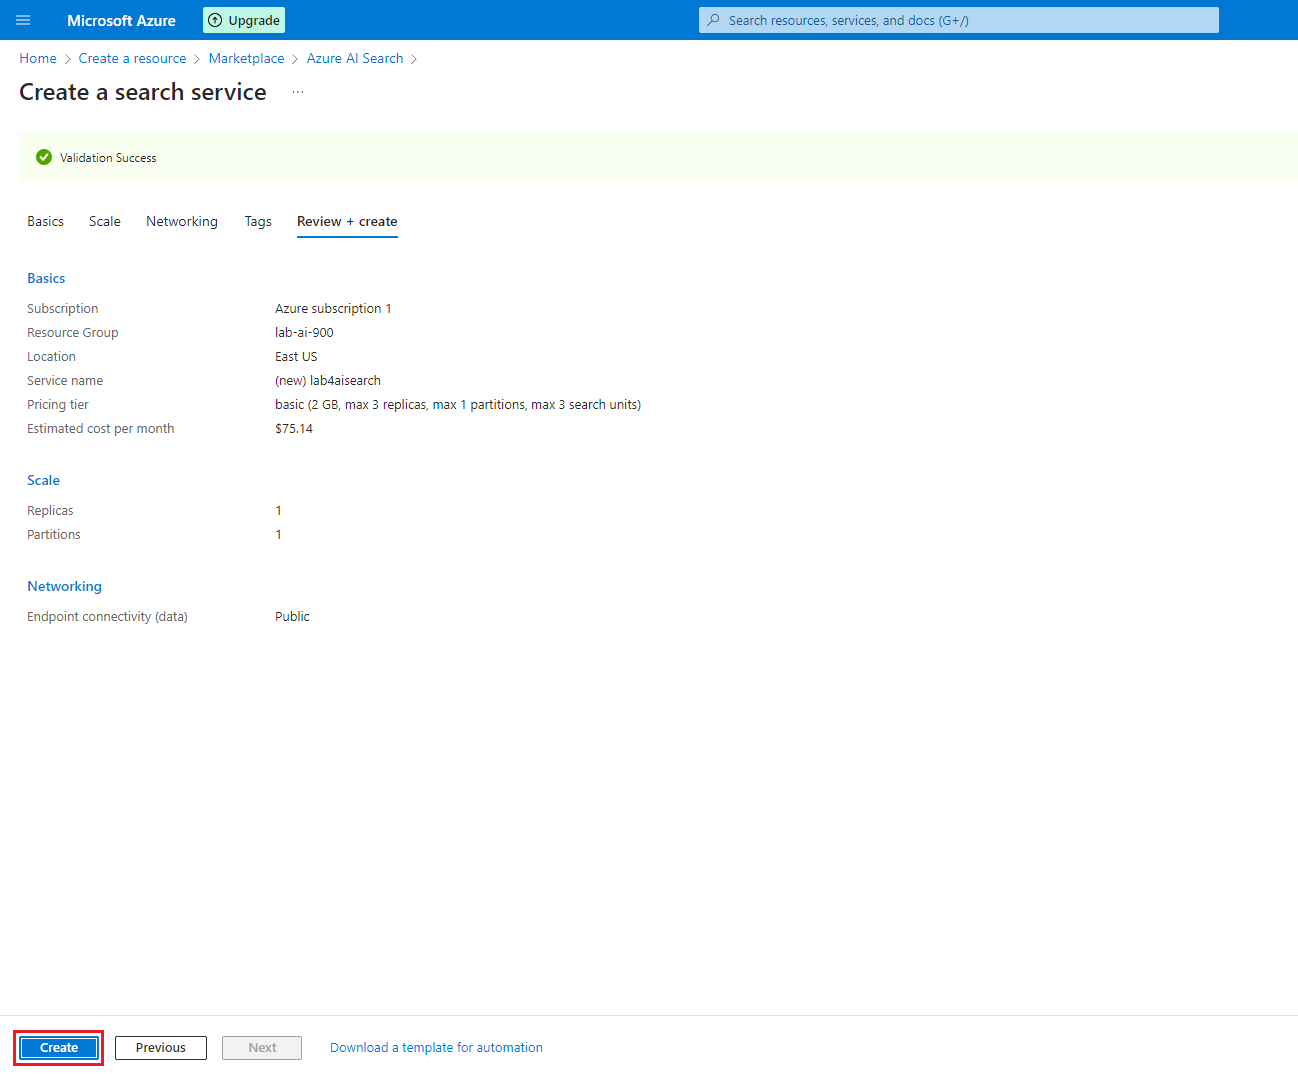 Microsoft Azure
Upgrade
Search resources, services, and docs (G+/)
Home > Create a resource > Marketplace > Azure AI Search >
Create a search service ...
Validation Success
Basics Scale Networking Tags Review + create
Basics
Subscription Azure subscription 1
Resource Group lab-ai-900
Location East US
Service name (new) lab4aisearch
Pricing tier basic (2 GB, max 3 replicas, max 1 partitions, max 3 search units)
Estimated cost per month $75.14
Scale
Replicas 1
Partitions 1
Networking
Endpoint connectivity (data) Public
Create Previous Next Download a template for automation